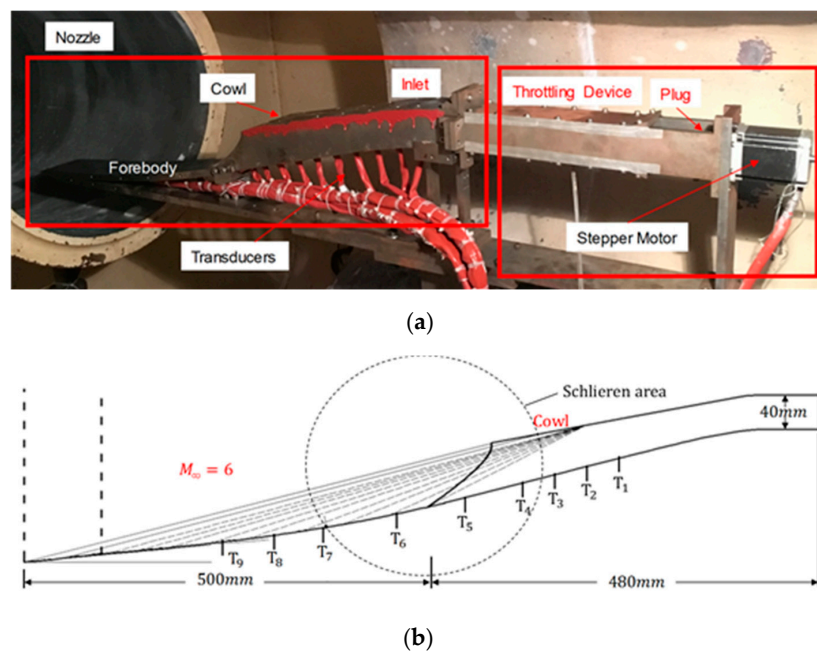 Nozzle
Cowl
Inlet
Throttling Device
Plug
Forebody
Transducers
Stepper Motor
(a)
Schlieren area
Cowl
40mm
M∞ = 6
T1
T2
T3
T4
T5
T6
T7
T8
T9
500mm
480mm
(b)